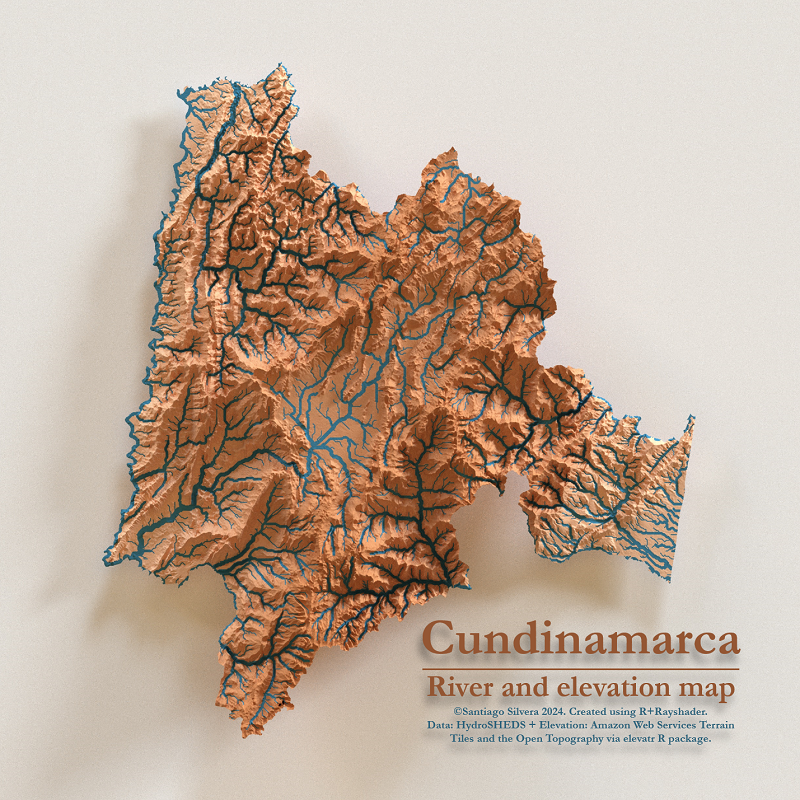 Cundinamarca
River and elevation map
©Santiago Silvera 2024. Created using R+Rayshader.
Data: HydroSHEDS + Elevation: Amazon Web Services Terrain
Tiles and the Open Topography via elevatr R package.